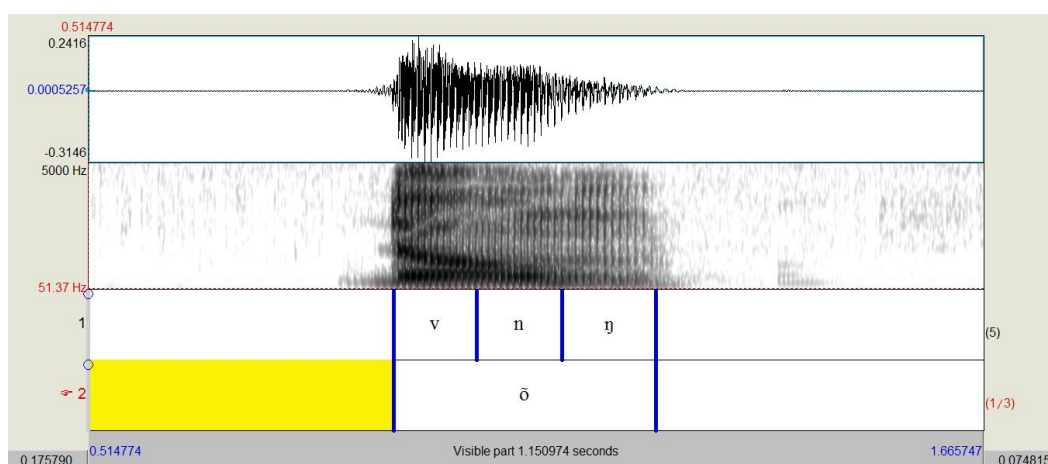 0.514774
0.2416
0.0005257
-0.3146
5000 Hz
51.37 Hz
1 v n ŋ (5)
☞ 2 õ (1/3)
0.514774 Visible part 1.150974 seconds 1.665747
0.175790 0.074815